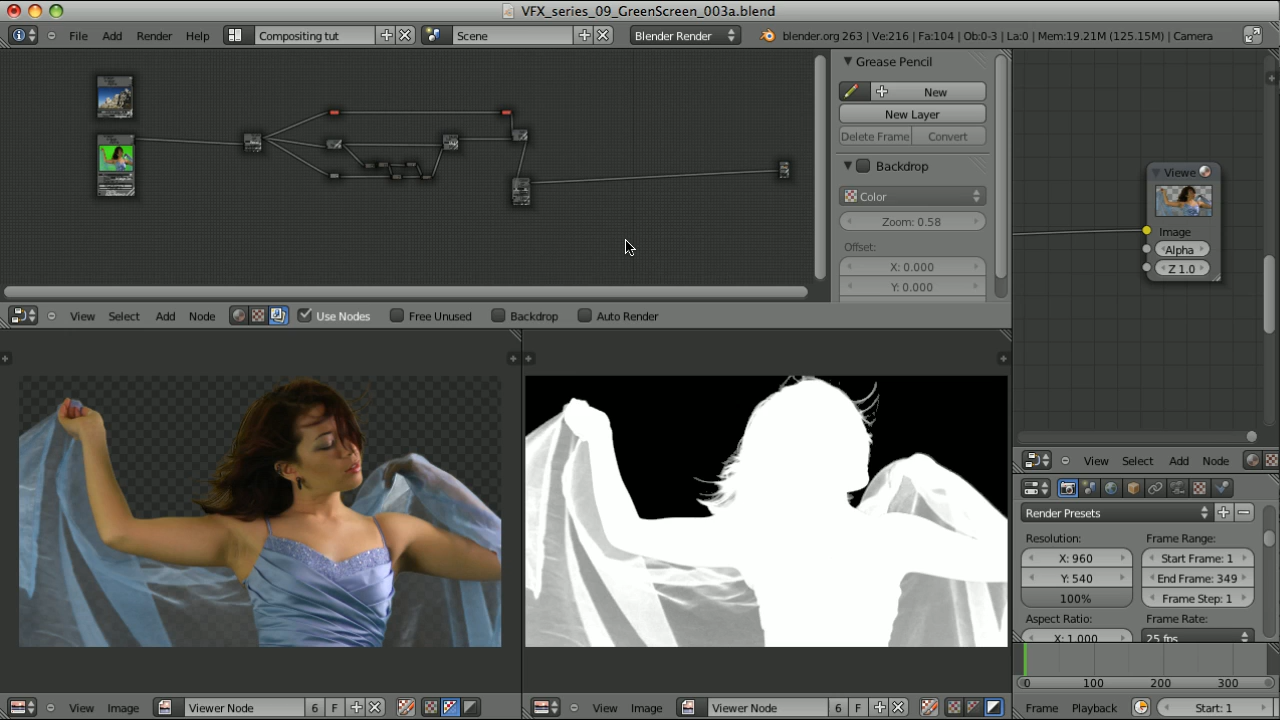 VFX_series_09_GreenScreen_003a.blend
File Add Render Help Compositing tut Scene Blender Render blender.org 263 | Ve:216 | Fa:104 | Ob:0-3 | La:0 | Mem:19.21M (125.15M) | Camera
Grease Pencil
New
New Layer
Delete Frame Convert
Backdrop
Color
Zoom: 0.58
Offset:
X: 0.000
Y: 0.000
Viewe
Image
Alpha
Z 1.0
View Select Add Node Use Nodes Free Unused Backdrop Auto Render
View Select Add Node
Render Presets
Resolution: Frame Range:
X: 960 Start Frame: 1
Y: 540 End Frame: 349
100% Frame Step: 1
Aspect Ratio: Frame Rate:
X: 1.000 25 fps
0 100 200 300
View Image Viewer Node 6 F
View Image Viewer Node 6 F
Frame Playback Start: 1